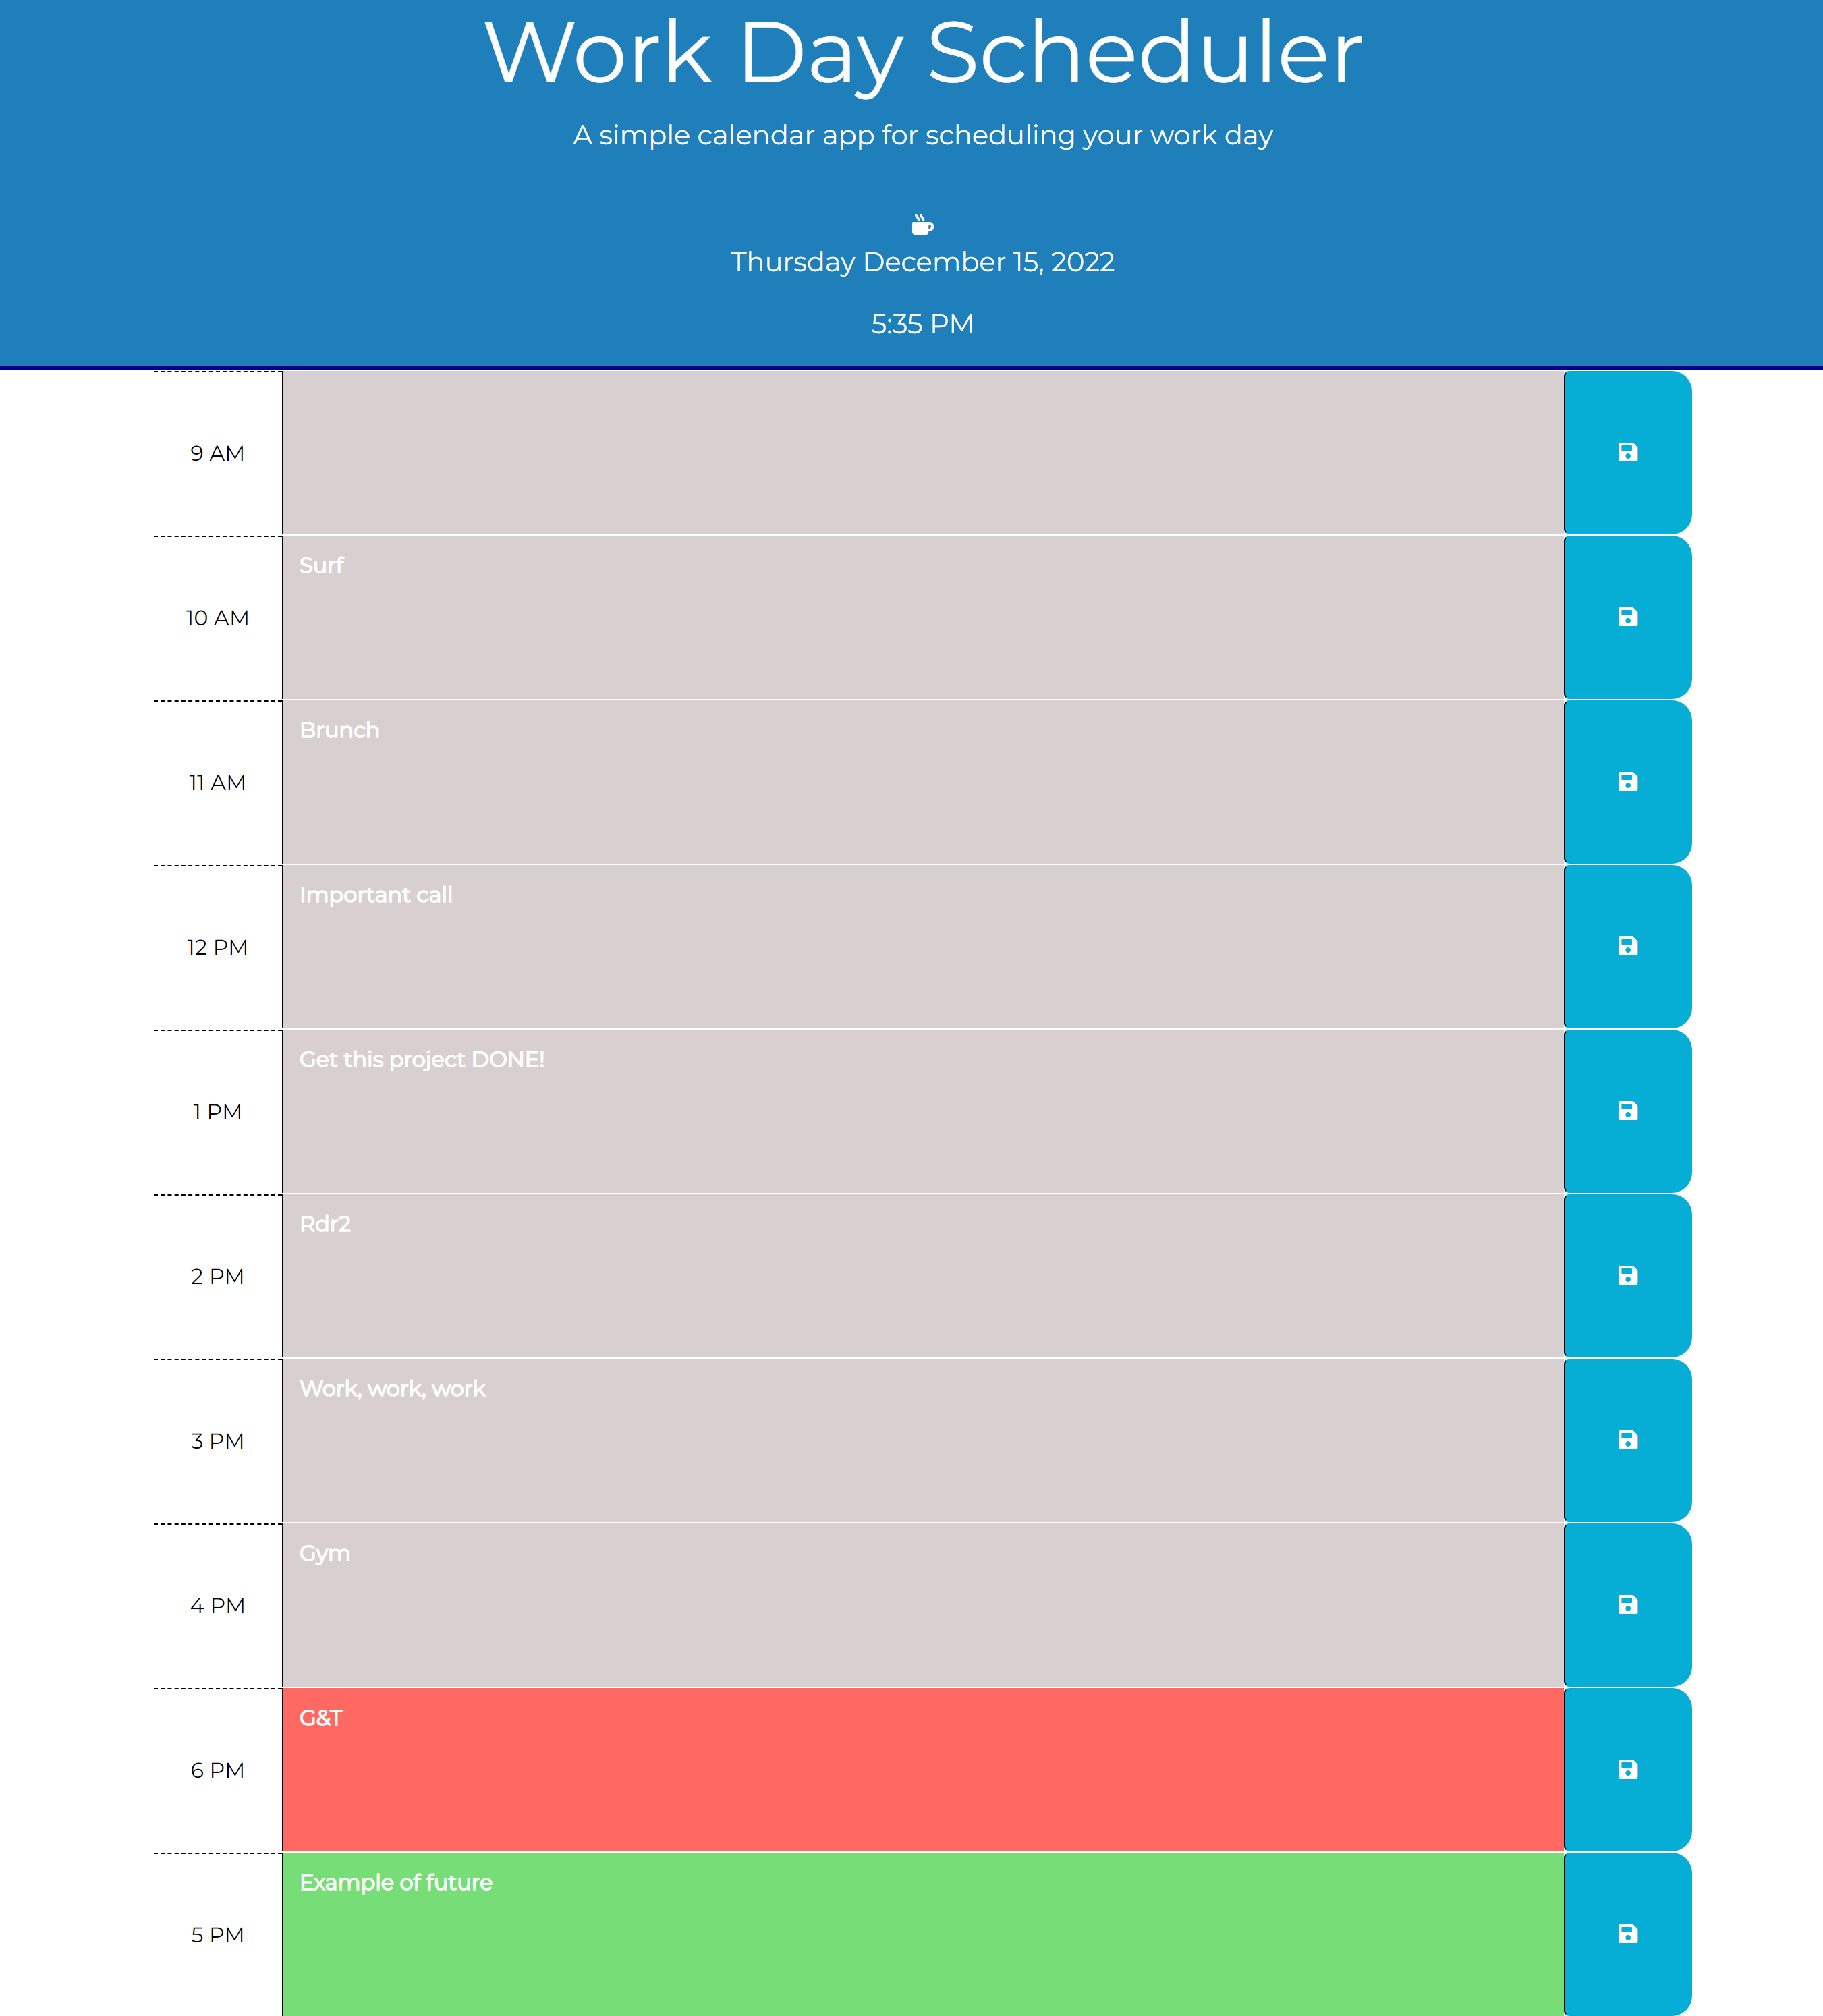 Work Day Scheduler
A simple calendar app for scheduling your work day
Thursday December 15, 2022
5:35 PM
9 AM
10 AM
Surf
11 AM
Brunch
12 PM
Important call
1 PM
Get this project DONE!
2 PM
Rdr2
3 PM
Work, work, work
4 PM
Gym
6 PM
G&T
5 PM
Example of future